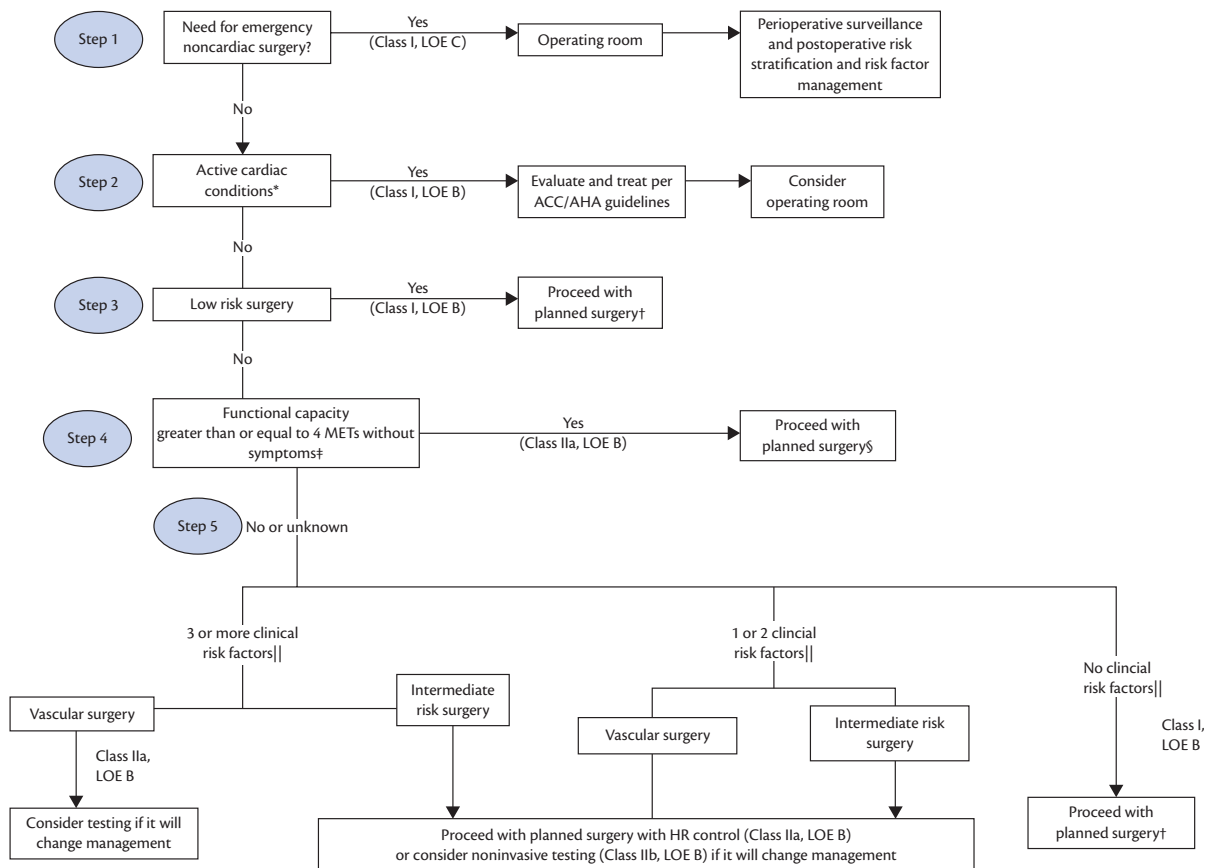 Step 1
Need for emergency
noncardiac surgery?
Yes
(Class I, LOE C)
Operating room
Perioperative surveillance
and postoperative risk
stratification and risk factor
management
No
Step 2
Active cardiac
conditions*
Yes
(Class I, LOE B)
Evaluate and treat per
ACC/AHA guidelines
Consider
operating room
No
Step 3
Low risk surgery
Yes
(Class I, LOE B)
Proceed with
planned surgery†
No
Step 4
Functional capacity
greater than or equal to 4 METs without
symptoms‡
Yes
(Class IIa, LOE B)
Proceed with
planned surgery§
Step 5
No or unknown
3 or more clinical
risk factors||
1 or 2 clincial
risk factors||
No clincial
risk factors||
Vascular surgery
Intermediate
risk surgery
Vascular surgery
Intermediate risk
surgery
Class I,
LOE B
Class IIa,
LOE B
Consider testing if it will
change management
Proceed with planned surgery with HR control (Class IIa, LOE B)
or consider noninvasive testing (Class IIb, LOE B) if it will change management
Proceed with
planned surgery†